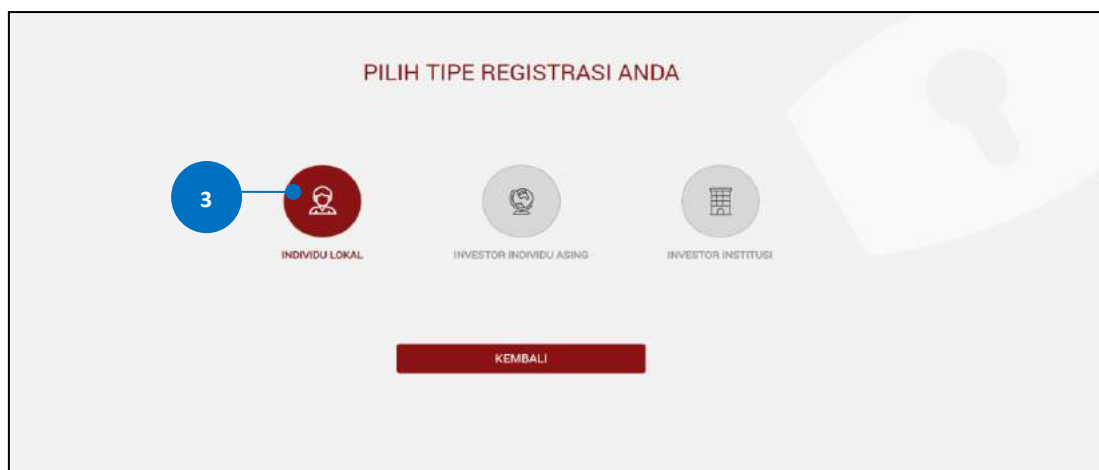 PILIH TIPE REGISTRASI ANDA
3
INDIVIDU LOKAL
INVESTOR INDIVIDU ASING
INVESTOR INSTITUSI
KEMBALI